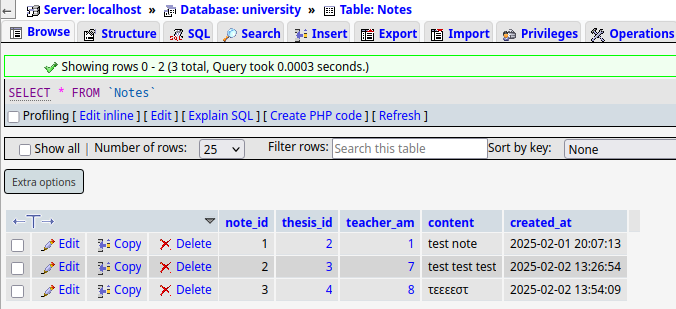 ← Server: localhost » Database: university » Table: Notes
Browse Structure SQL Search Insert Export Import Privileges Operations
Showing rows 0 - 2 (3 total, Query took 0.0003 seconds.)
SELECT * FROM `Notes`
Profiling [ Edit inline ] [ Edit ] [ Explain SQL ] [ Create PHP code ] [ Refresh ]
Show all | Number of rows: 25 Filter rows: Search this table Sort by key: None
Extra options
←T→ note_id thesis_id teacher_am content created_at
Edit Copy Delete 1 2 1 test note 2025-02-01 20:07:13
Edit Copy Delete 2 3 7 test test test 2025-02-02 13:26:54
Edit Copy Delete 3 4 8 τεεεεστ 2025-02-02 13:54:09